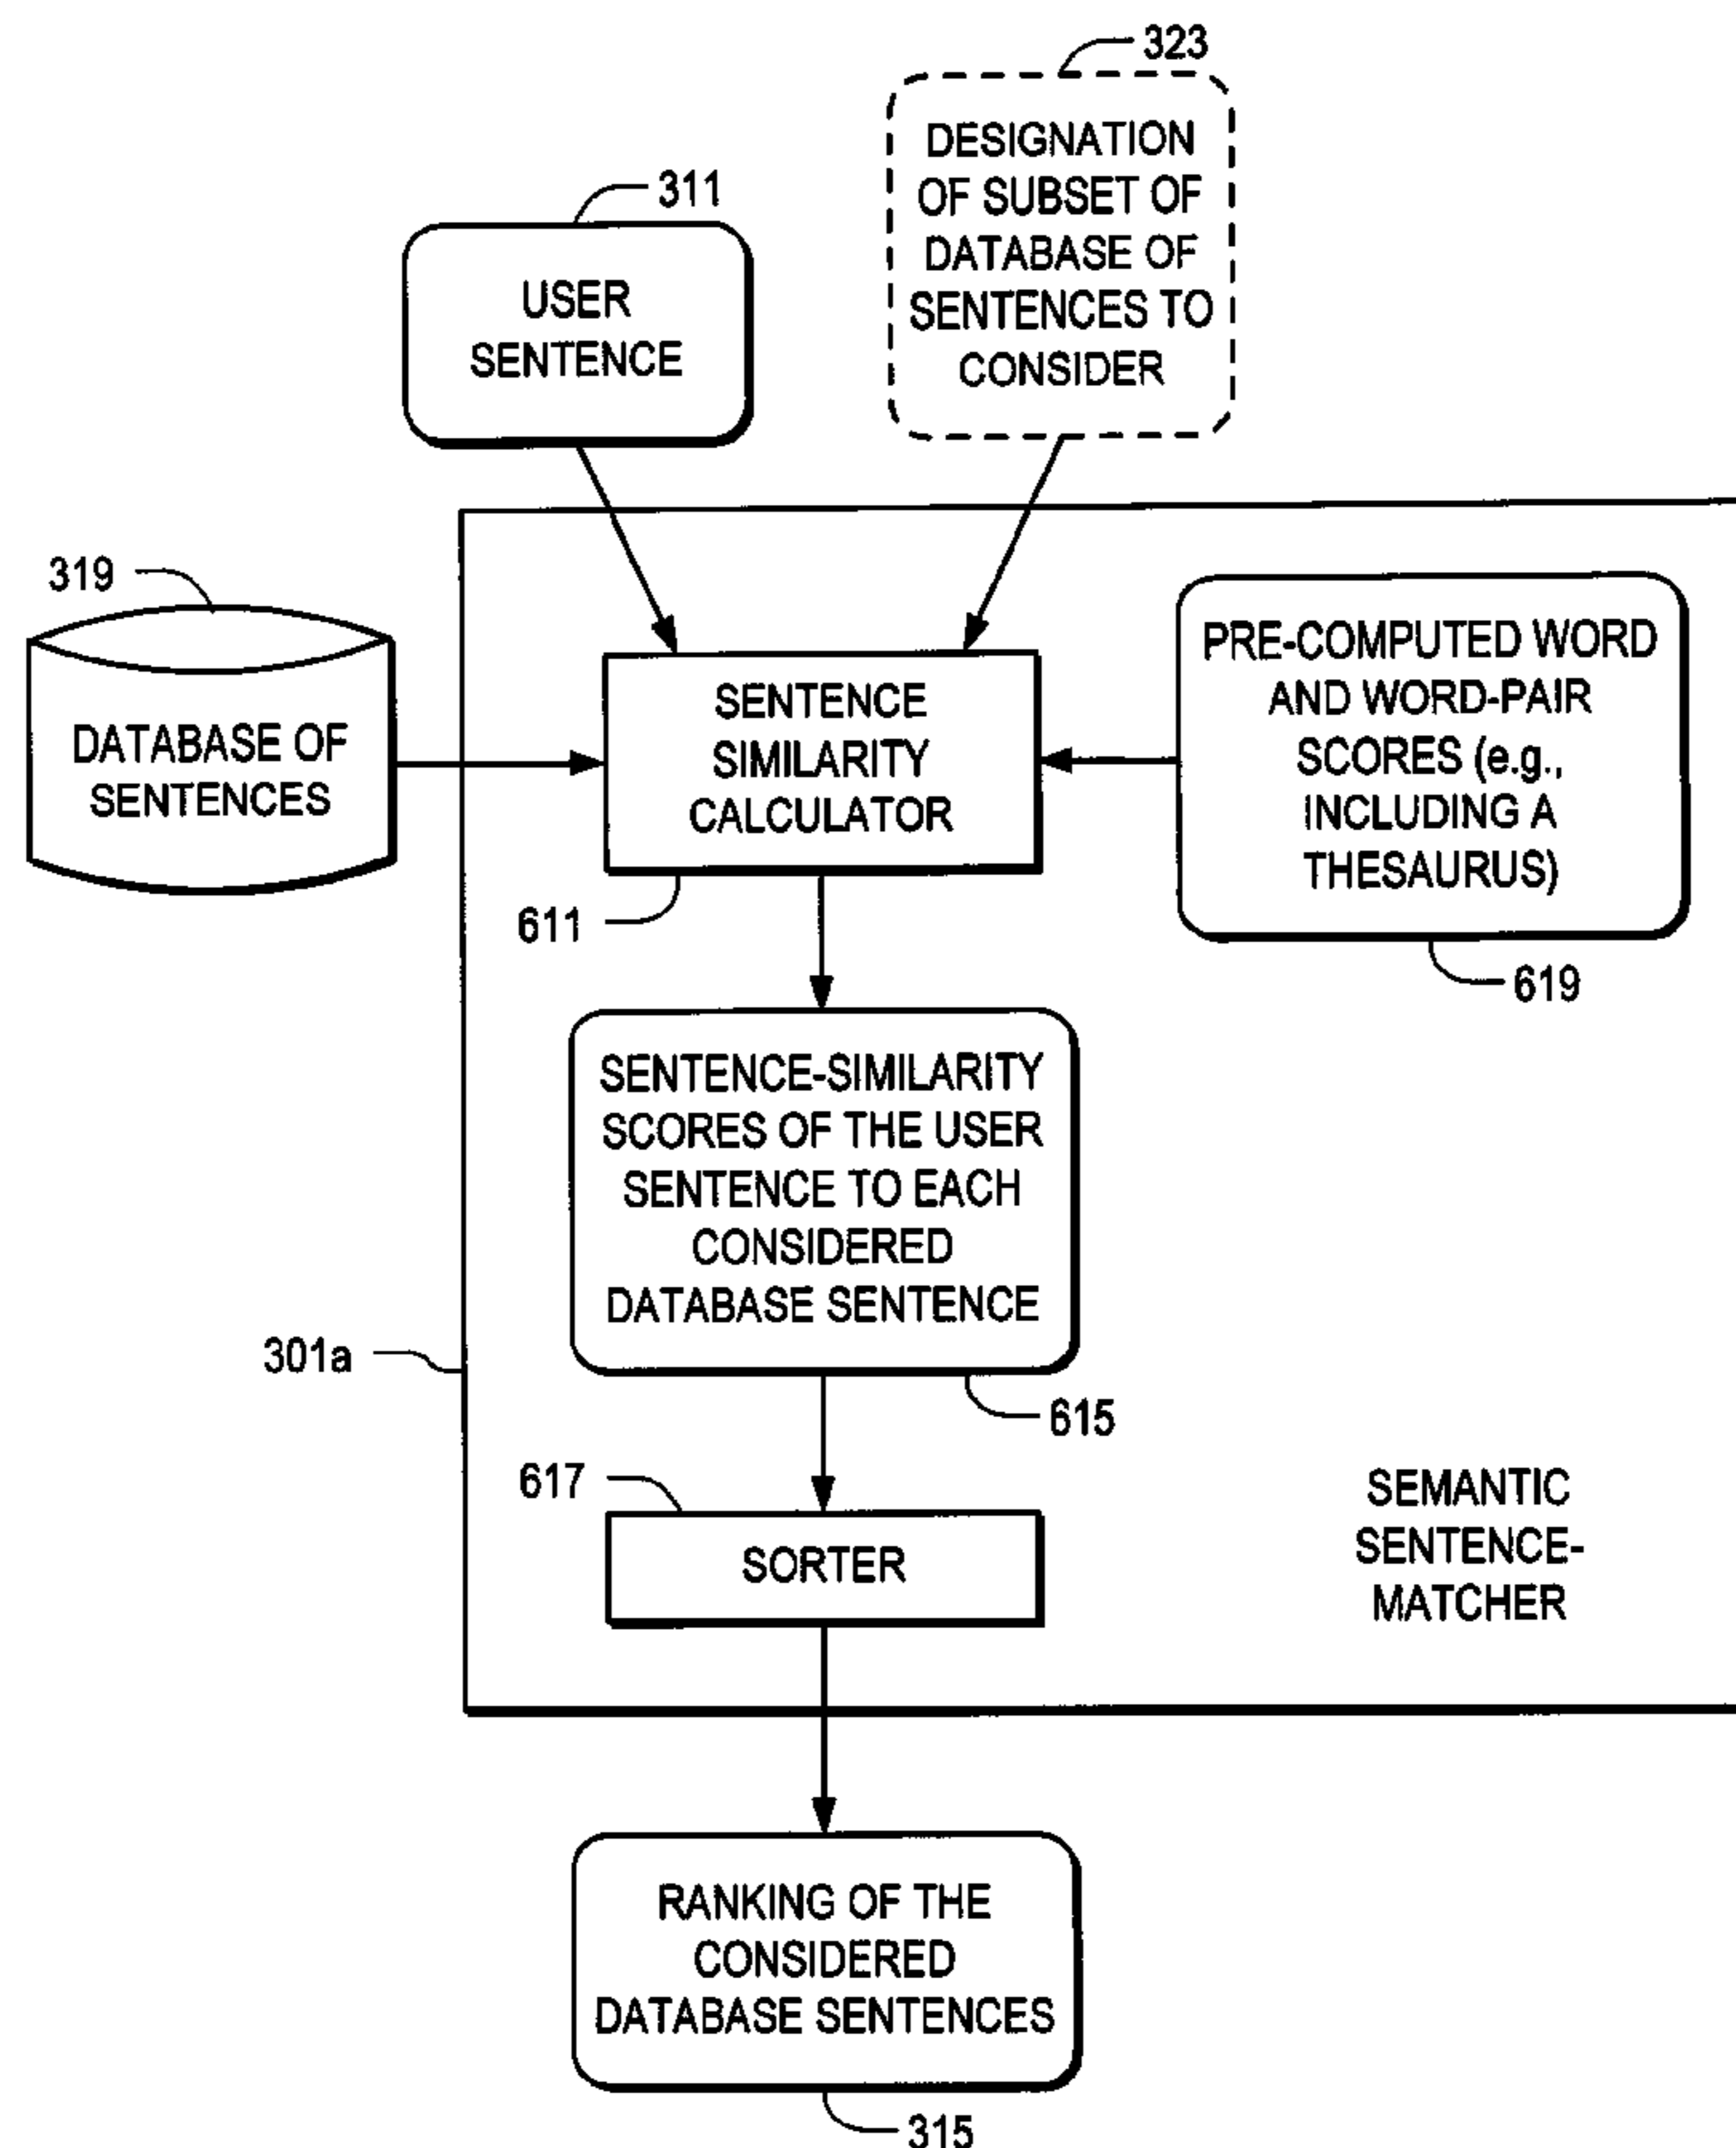 323
DESIGNATION
OF SUBSET OF
DATABASE OF
SENTENCES TO
CONSIDER
311
USER
SENTENCE
319
DATABASE OF
SENTENCES
SENTENCE
SIMILARITY
CALCULATOR
611
PRE-COMPUTED WORD
AND WORD-PAIR
SCORES (e.g.,
INCLUDING A
THESAURUS)
619
SENTENCE-SIMILARITY
SCORES OF THE USER
SENTENCE TO EACH
CONSIDERED
DATABASE SENTENCE
301a
615
617
SORTER
SEMANTIC
SENTENCE-
MATCHER
RANKING OF THE
CONSIDERED
DATABASE SENTENCES
315